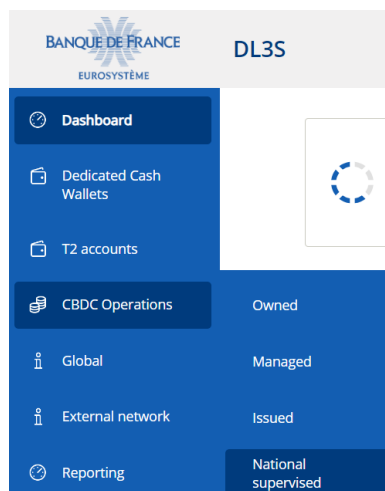 BANQUE DE FRANCE
EUROSYSTÈME
DL3S
Dashboard
Dedicated Cash
Wallets
T2 accounts
CBDC Operations
Owned
Global
Managed
External network
Issued
Reporting
National
supervised